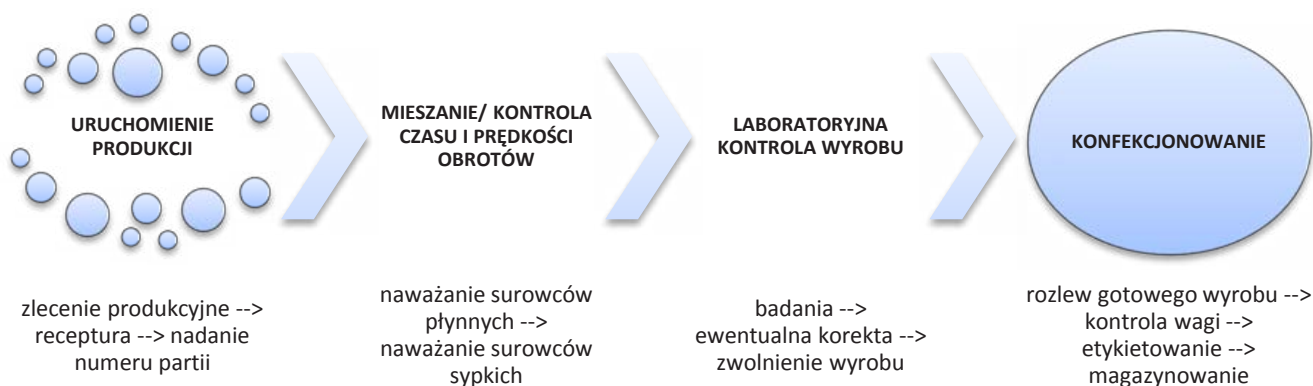 URUCHOMIENIE
PRODUKCJI
MIESZANIE/ KONTROLA
CZASU I PRĘDKOŚCI
OBROTÓW
LABORATORYJNA
KONTROLA WYROBU
KONFEKCJONOWANIE
zlecenie produkcyjne -->
receptura --> nadanie
numeru partii
naważanie surowców
płynnych -->
naważanie surowców
sypkich
badania -->
ewentualna korekta -->
zwolnienie wyrobu
rozlew gotowego wyrobu -->
kontrola wagi -->
etykietowanie -->
magazynowanie